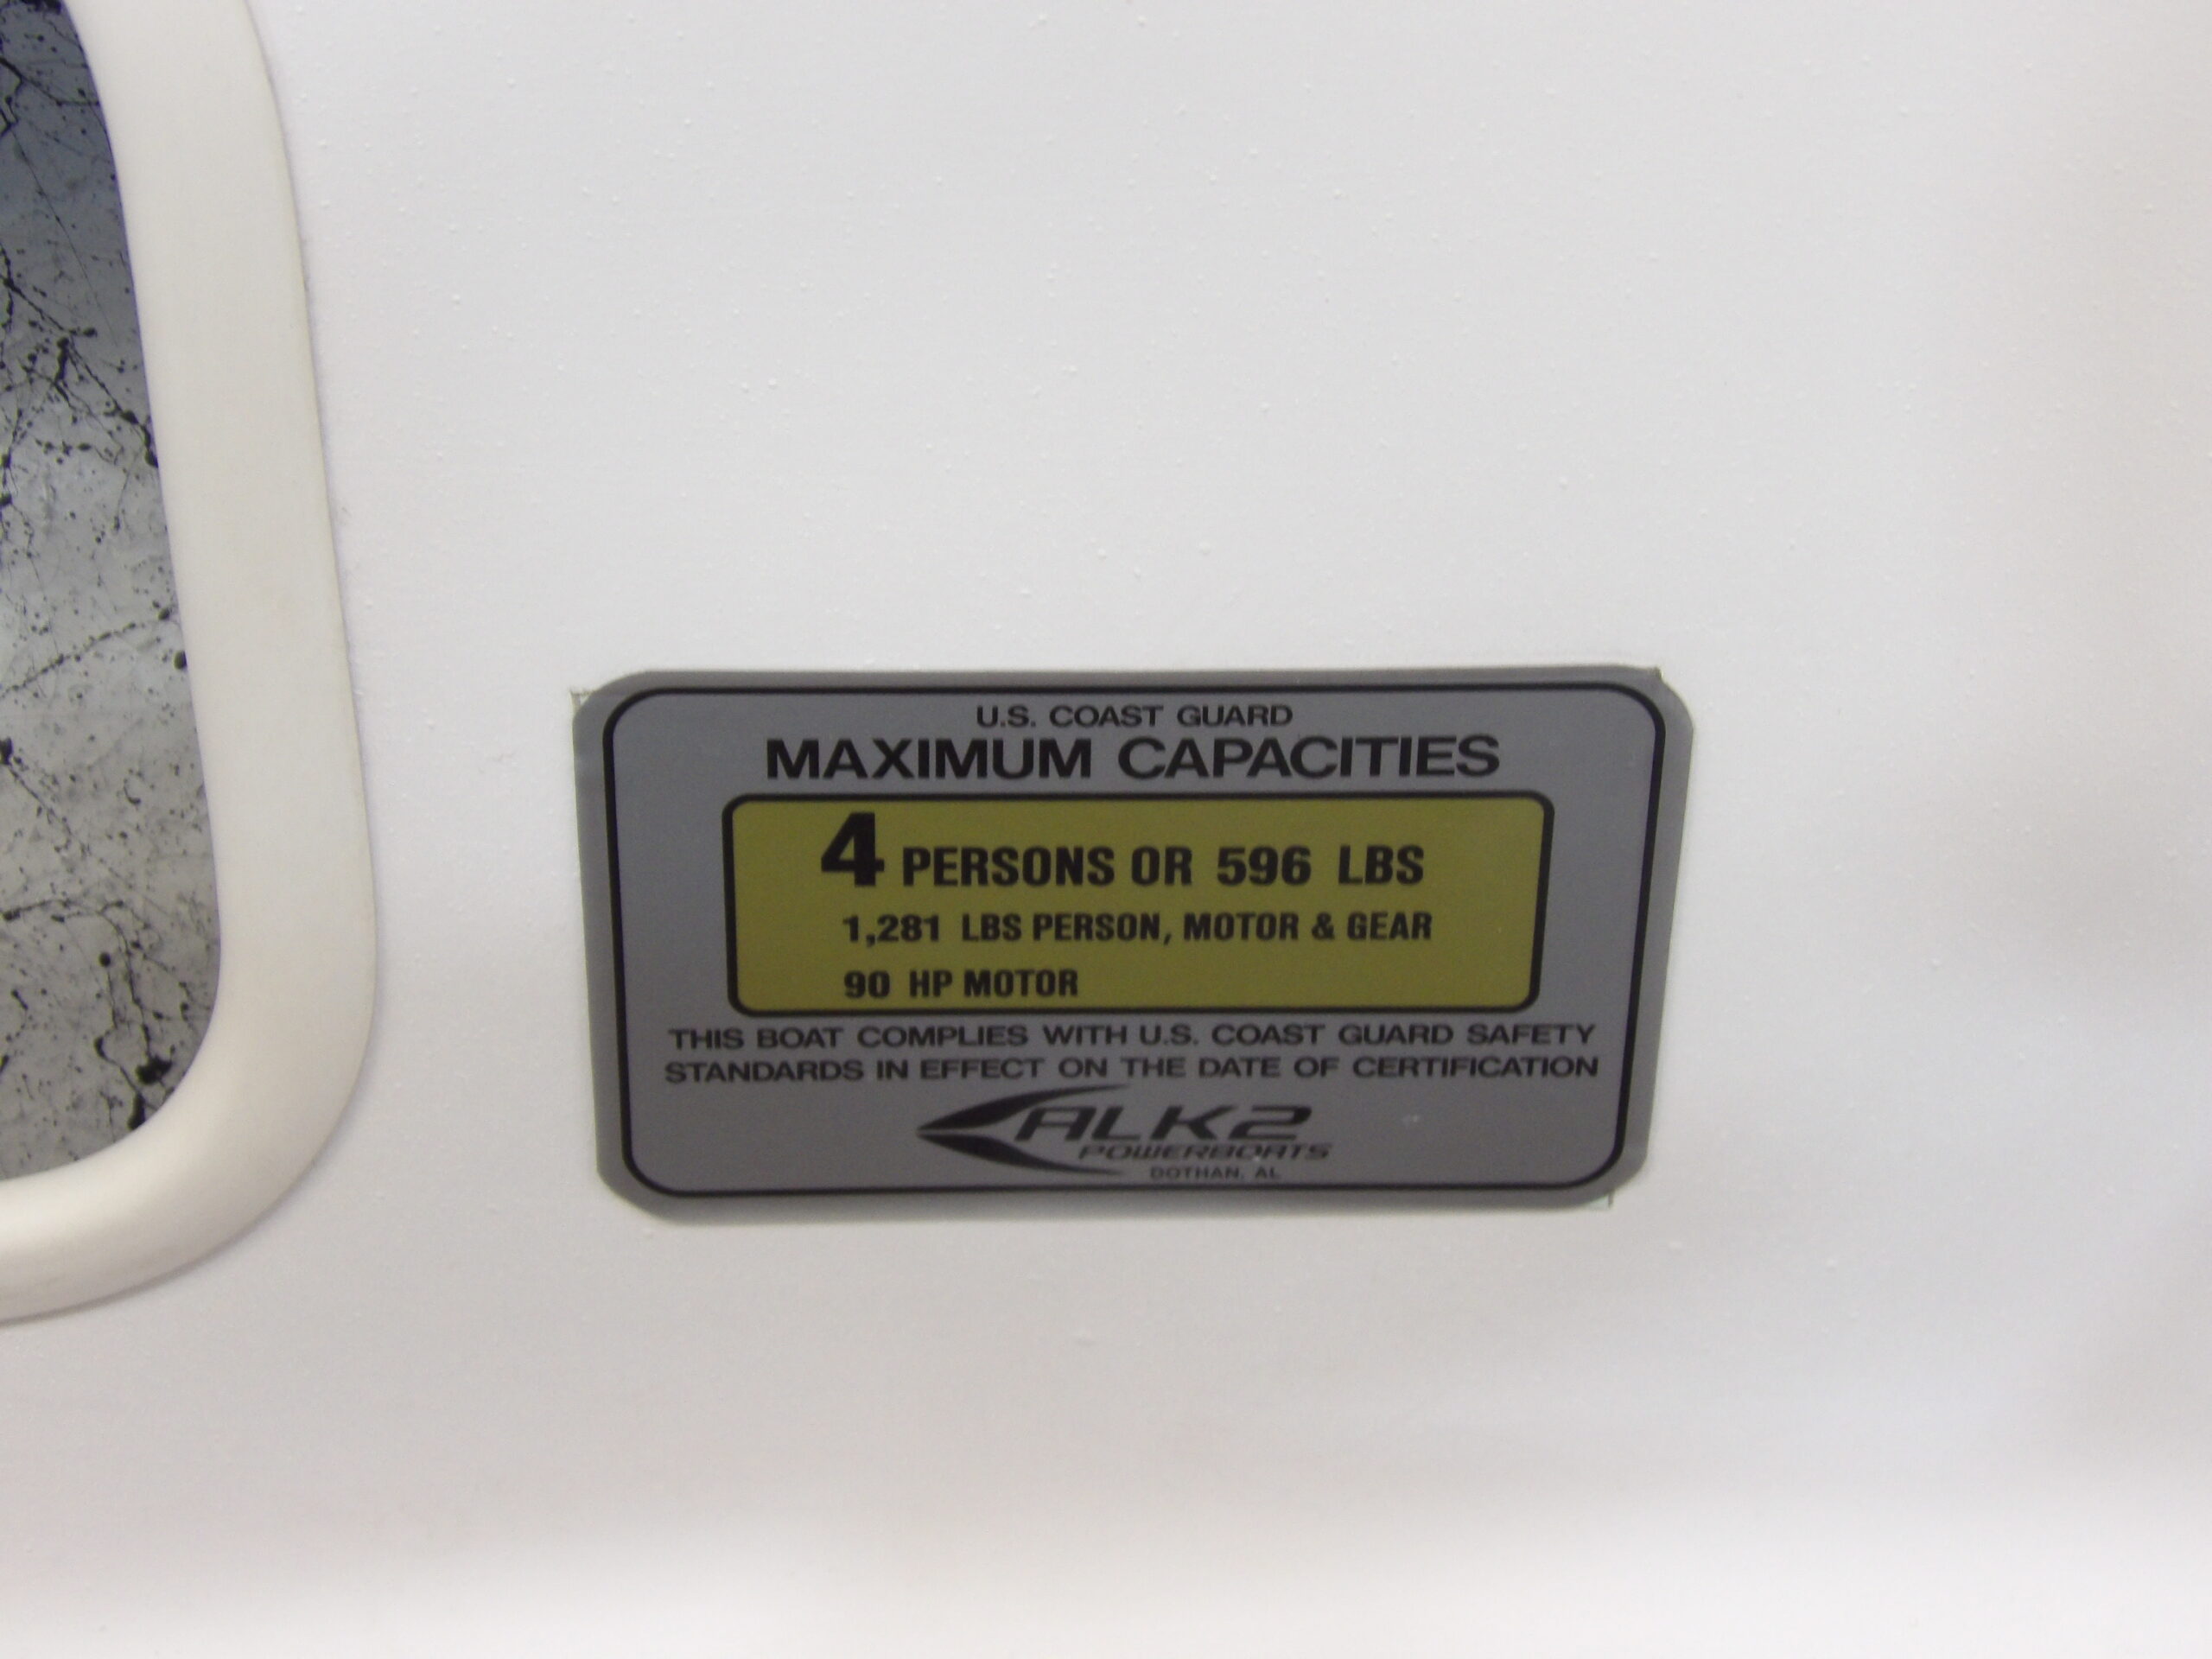 U.S. COAST GUARD
MAXIMUM CAPACITIES
4 PERSONS OR 596 LBS
1,281 LBS PERSON, MOTOR & GEAR
90 HP MOTOR
THIS BOAT COMPLIES WITH U.S. COAST GUARD SAFETY
STANDARDS IN EFFECT ON THE DATE OF CERTIFICATION
ALK2
POWERBOATS
DOTHAN, AL